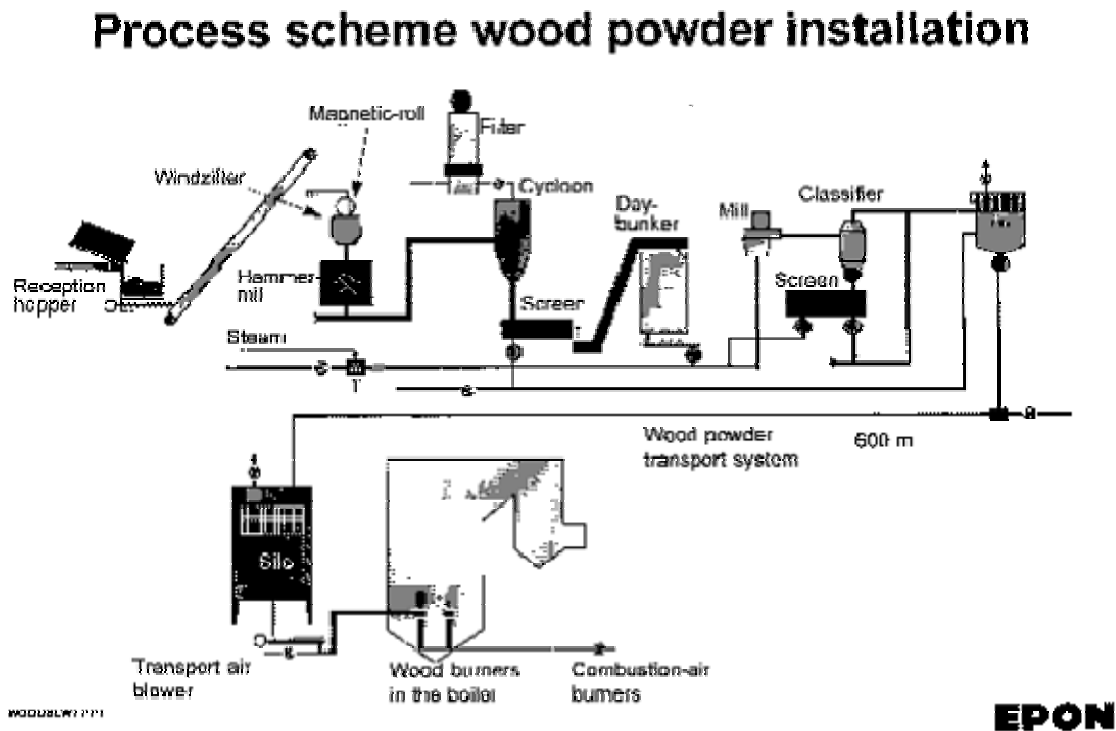 Process scheme wood powder installation
Magnetic-roll
Filter
Windzifter
Cycloon
Classifier
Day-
bunker
Mill
Reception
hopper
Hammer-
mill
Screen
Screen
Steam
Wood powder
transport system
600 m
Silo
Transport air
blower
Wood burners
in the boiler
Combustion-air
burners
EPON